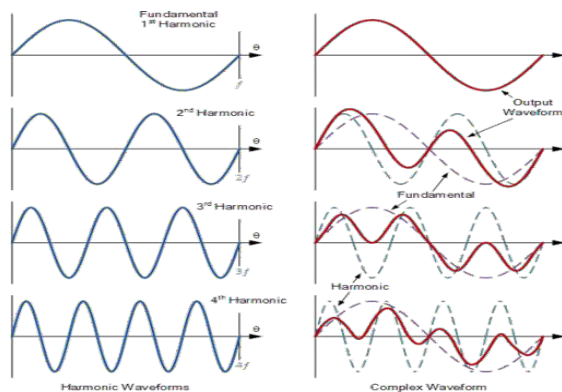 Fundamental
1st Harmonic
θ
Output
Waveform
2nd Harmonic
θ
2f
Fundamental
3rd Harmonic
θ
3f
Harmonic
4th Harmonic
θ
4f
Harmonic Waveforms
Complex Waveform